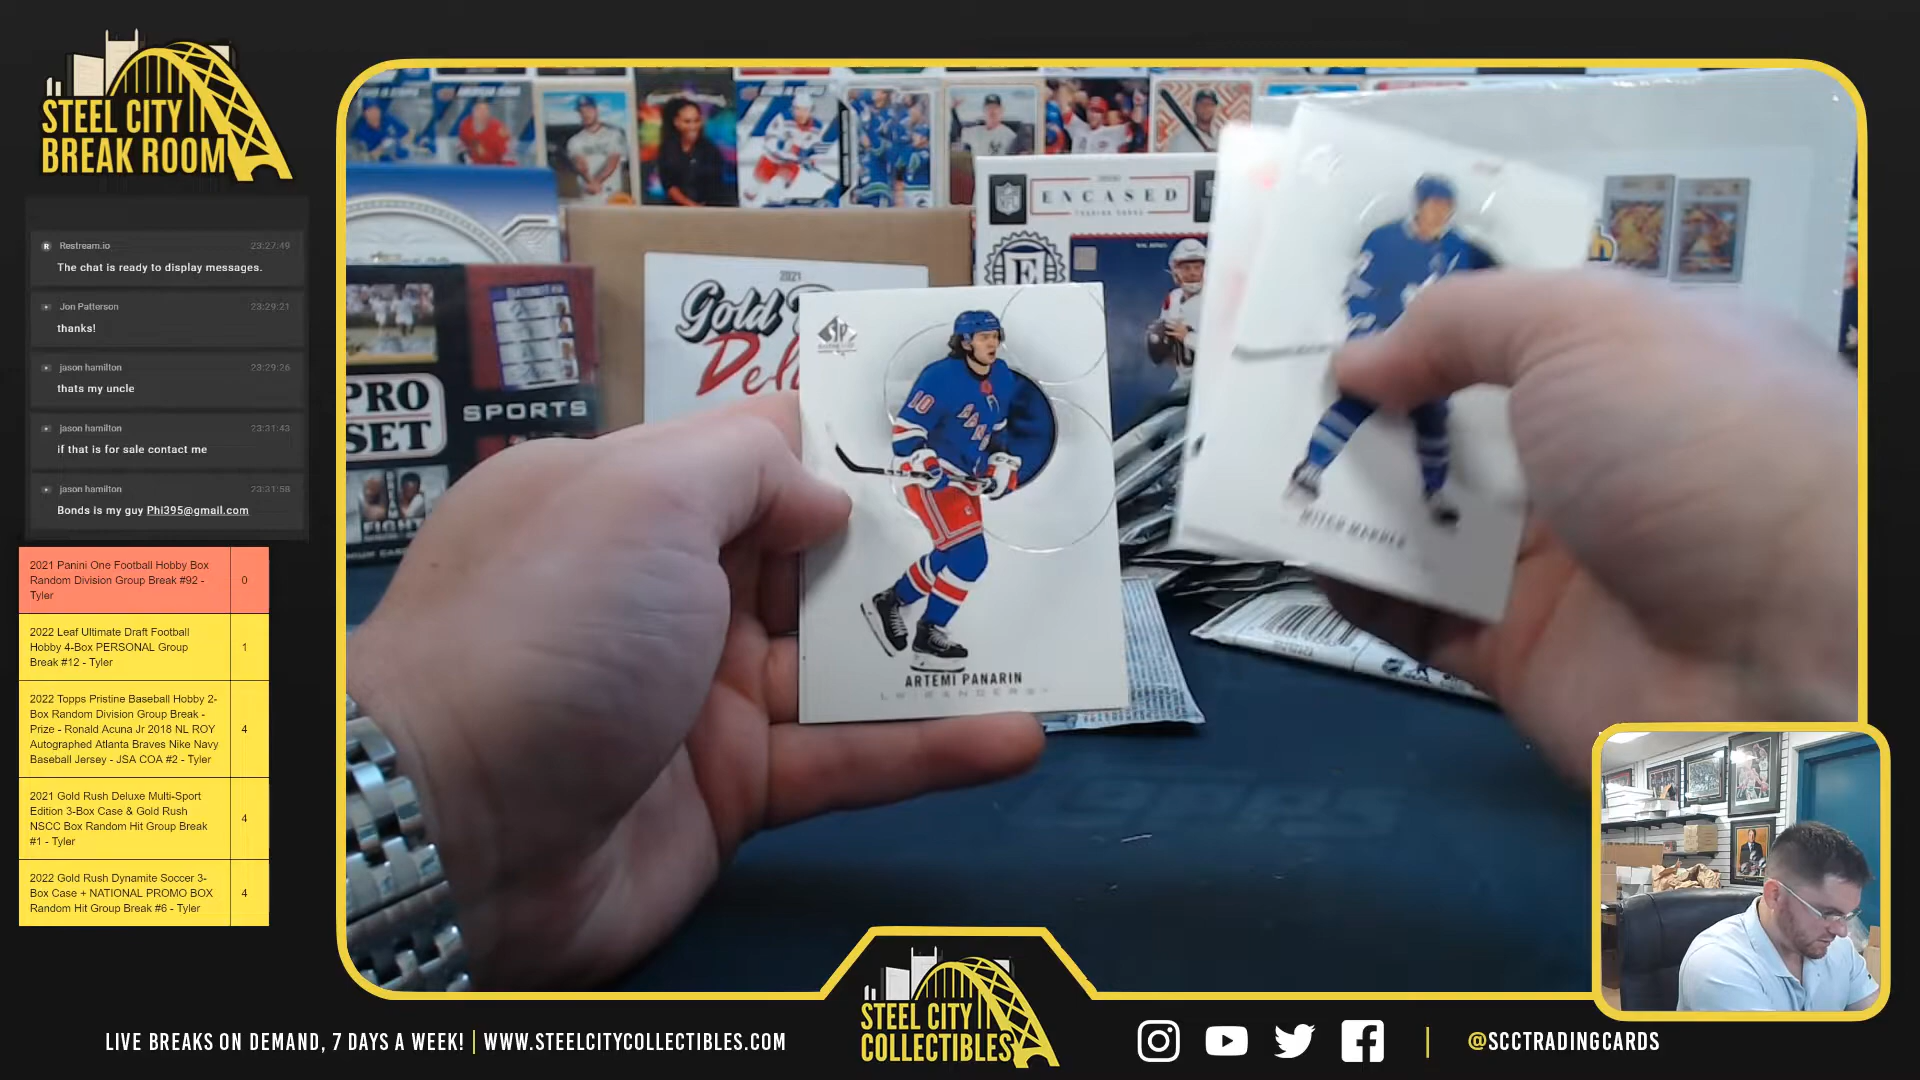 STEEL CITY
BREAK ROOM
Restream.io 23:27:49
The chat is ready to display messages.
Jon Patterson 23:29:21
thanks!
jason hamilton 23:29:26
thats my uncle
jason hamilton 23:31:43
if that is for sale contact me
jason hamilton 23:31:58
Bonds is my guy Phi395@gmail.com
2021 Panini One Football Hobby Box
Random Division Group Break #92 -
Tyler
0
2022 Leaf Ultimate Draft Football
Hobby 4-Box PERSONAL Group
Break #12 - Tyler
1
2022 Topps Pristine Baseball Hobby 2-
Box Random Division Group Break -
Prize - Ronald Acuna Jr 2018 NL ROY
Autographed Atlanta Braves Nike Navy
Baseball Jersey - JSA COA #2 - Tyler
4
2021 Gold Rush Deluxe Multi-Sport
Edition 3-Box Case & Gold Rush
NSCC Box Random Hit Group Break
#1 - Tyler
4
2022 Gold Rush Dynamite Soccer 3-
Box Case + NATIONAL PROMO BOX
Random Hit Group Break #6 - Tyler
4
ENCASED
TRADING CARDS
NFL
E
2021
Gold
PRO
SET
SPORTS
FIGHT
SP
10
ARTEMI PANARIN
RANGERS
MITCH MARNER
STEEL CITY
COLLECTIBLES
LIVE BREAKS ON DEMAND, 7 DAYS A WEEK! | WWW.STEELCITYCOLLECTIBLES.COM
| @SCCTRADINGCARDS